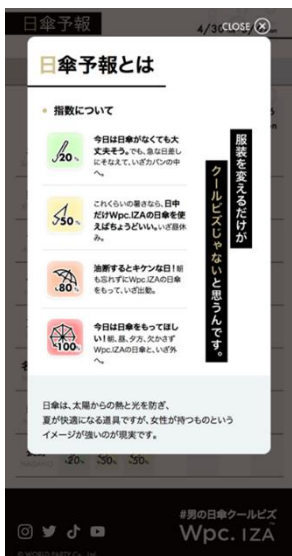 日傘予報
4/30
CLOSE
日傘予報とは
指数について
20%
今日は日傘がなくても大
丈夫そう。でも、急な日差し
にそなえて、いざカバンの中
へ。
50%
これくらいの暑さなら、日中
だけWpc.IZAの日傘を使
えばちょうどいい。いざ昼休
み。
80%
油断するとキケンな日!朝
も忘れずにWpc.IZAの日傘
をもって、いざ出勤。
100%
今日は日傘をもってほし
い!朝、昼、夕方、欠かさず
Wpc.IZAの日傘と、いざ外
へ。
服装を変えるだけが
クールビズじゃないと思うんです。
日傘は、太陽からの熱と光を防ぎ、
夏が快適になる道具ですが、女性が持つものという
イメージが強いのが現実です。
20% 50% 50%
#男の日傘クールビズ
Wpc. IZA